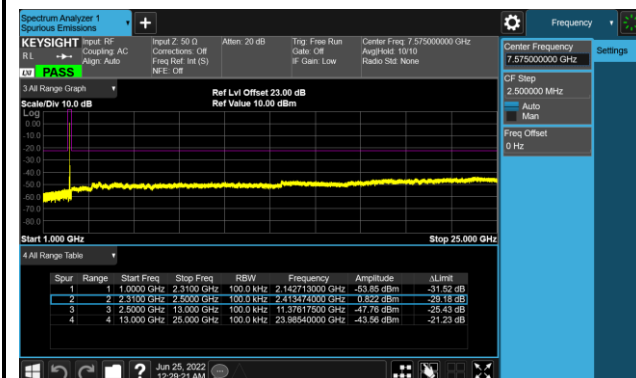 Spectrum Analyzer 1
Spurious Emissions
Frequency
KEYSIGHT Input: RF
Coupling: AC
Align: Auto
RL
LXI PASS
Input Z: 50 Ω
Corrections: Off
Freq Ref: Int (S)
NFE: Off
Atten: 20 dB
Trig: Free Run
Gate: Off
IF Gain: Low
Center Freq: 7.575000000 GHz
Avg|Hold: 10/10
Radio Std: None
Center Frequency
7.575000000 GHz
Settings
CF Step
2.500000 MHz
Auto
Man
Freq Offset
0 Hz
3 All Range Graph
Scale/Div 10.0 dB
Ref Lvl Offset 23.00 dB
Ref Value 10.00 dBm
Log
0.00
-10.0
-20.0
-30.0
-40.0
-50.0
-60.0
-70.0
-80.0
Start 1.000 GHz
Stop 25.000 GHz
4 All Range Table
Spur Range Start Freq Stop Freq RBW Frequency Amplitude ΔLimit
1 1 1.0000 GHz 2.3100 GHz 100.0 kHz 2.142713000 GHz -53.85 dBm -31.52 dB
2 2 2.3100 GHz 2.5000 GHz 100.0 kHz 2.413474000 GHz 0.822 dBm -29.18 dB
3 3 2.5000 GHz 13.000 GHz 100.0 kHz 11.37617500 GHz -47.76 dBm -25.43 dB
4 4 13.000 GHz 25.000 GHz 100.0 kHz 23.98540000 GHz -43.56 dBm -21.23 dB
Jun 25, 2022
12:29:21 AM